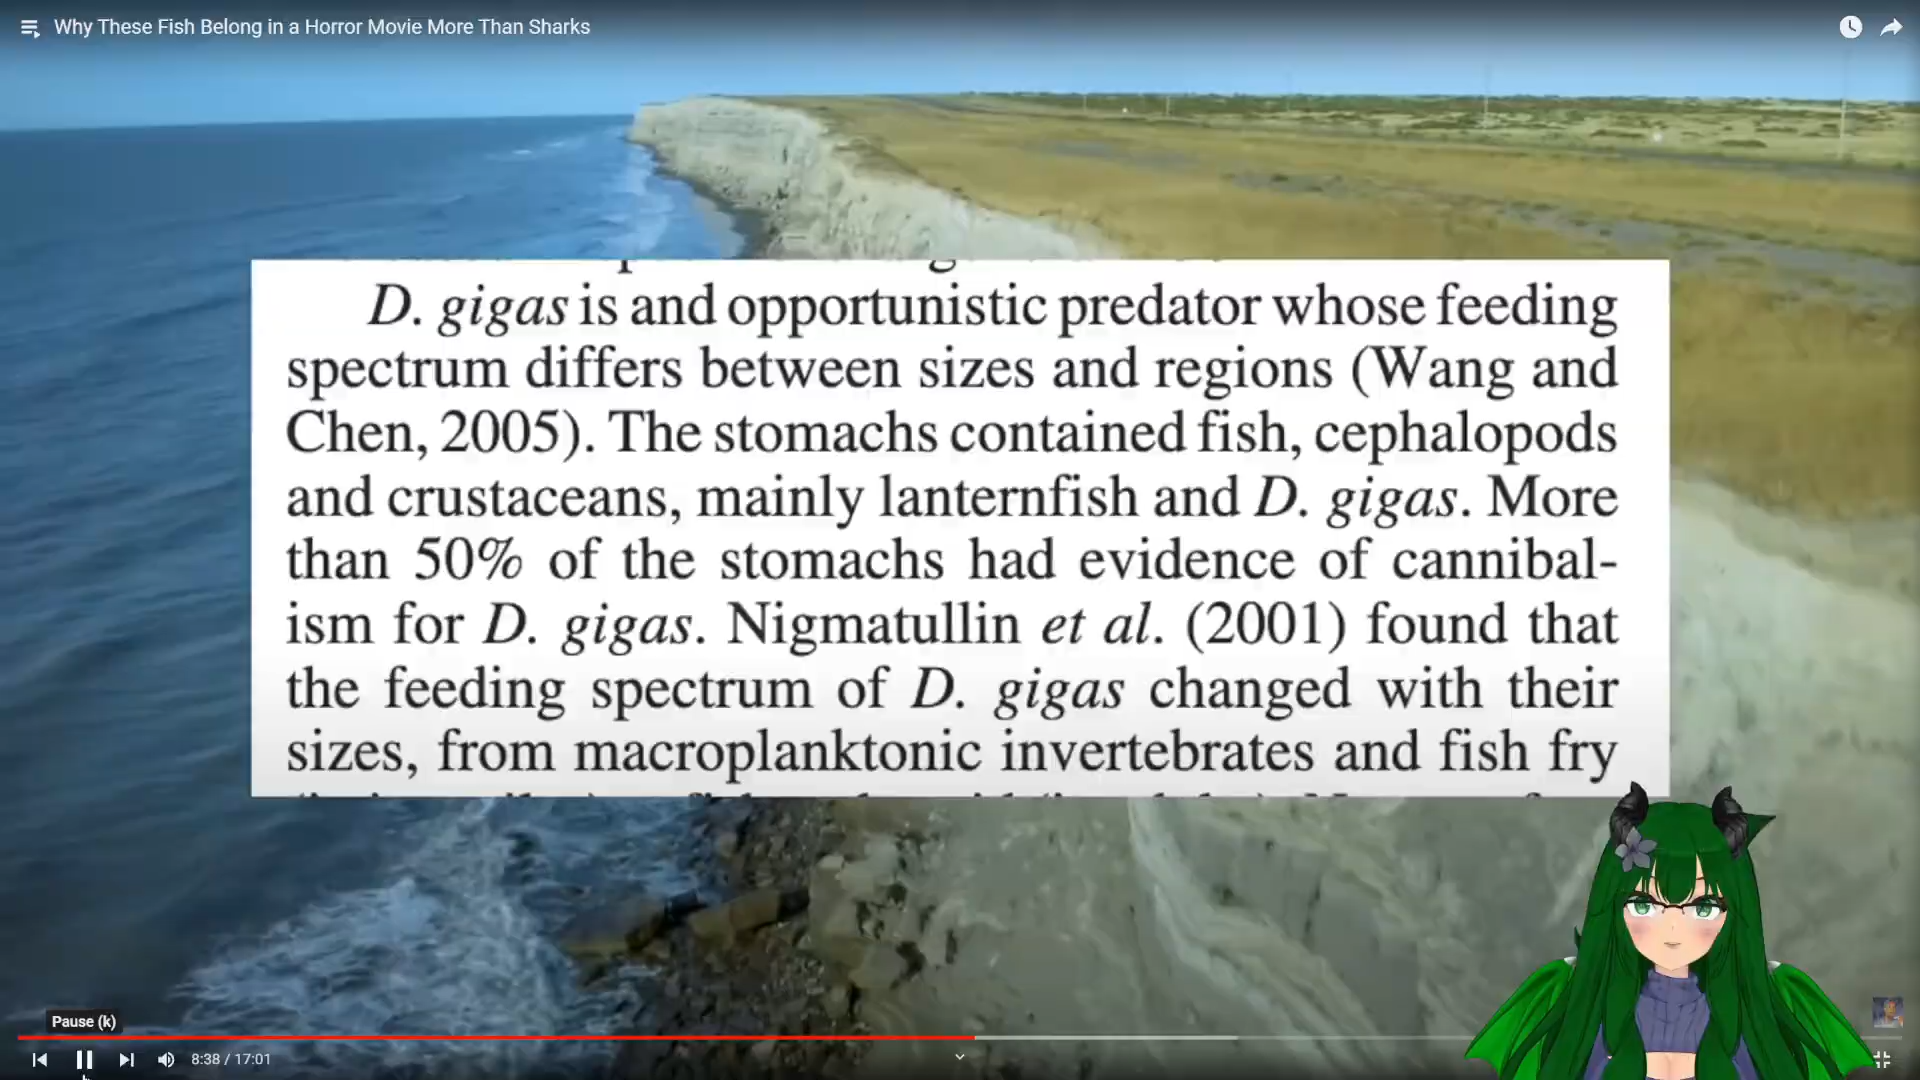 Why These Fish Belong in a Horror Movie More Than Sharks
D. gigas is and opportunistic predator whose feeding
spectrum differs between sizes and regions (Wang and
Chen, 2005). The stomachs contained fish, cephalopods
and crustaceans, mainly lanternfish and D. gigas. More
than 50% of the stomachs had evidence of cannibal-
ism for D. gigas. Nigmatullin et al. (2001) found that
the feeding spectrum of D. gigas changed with their
sizes, from macroplanktonic invertebrates and fish fry
Pause (k)
8:38 / 17:01